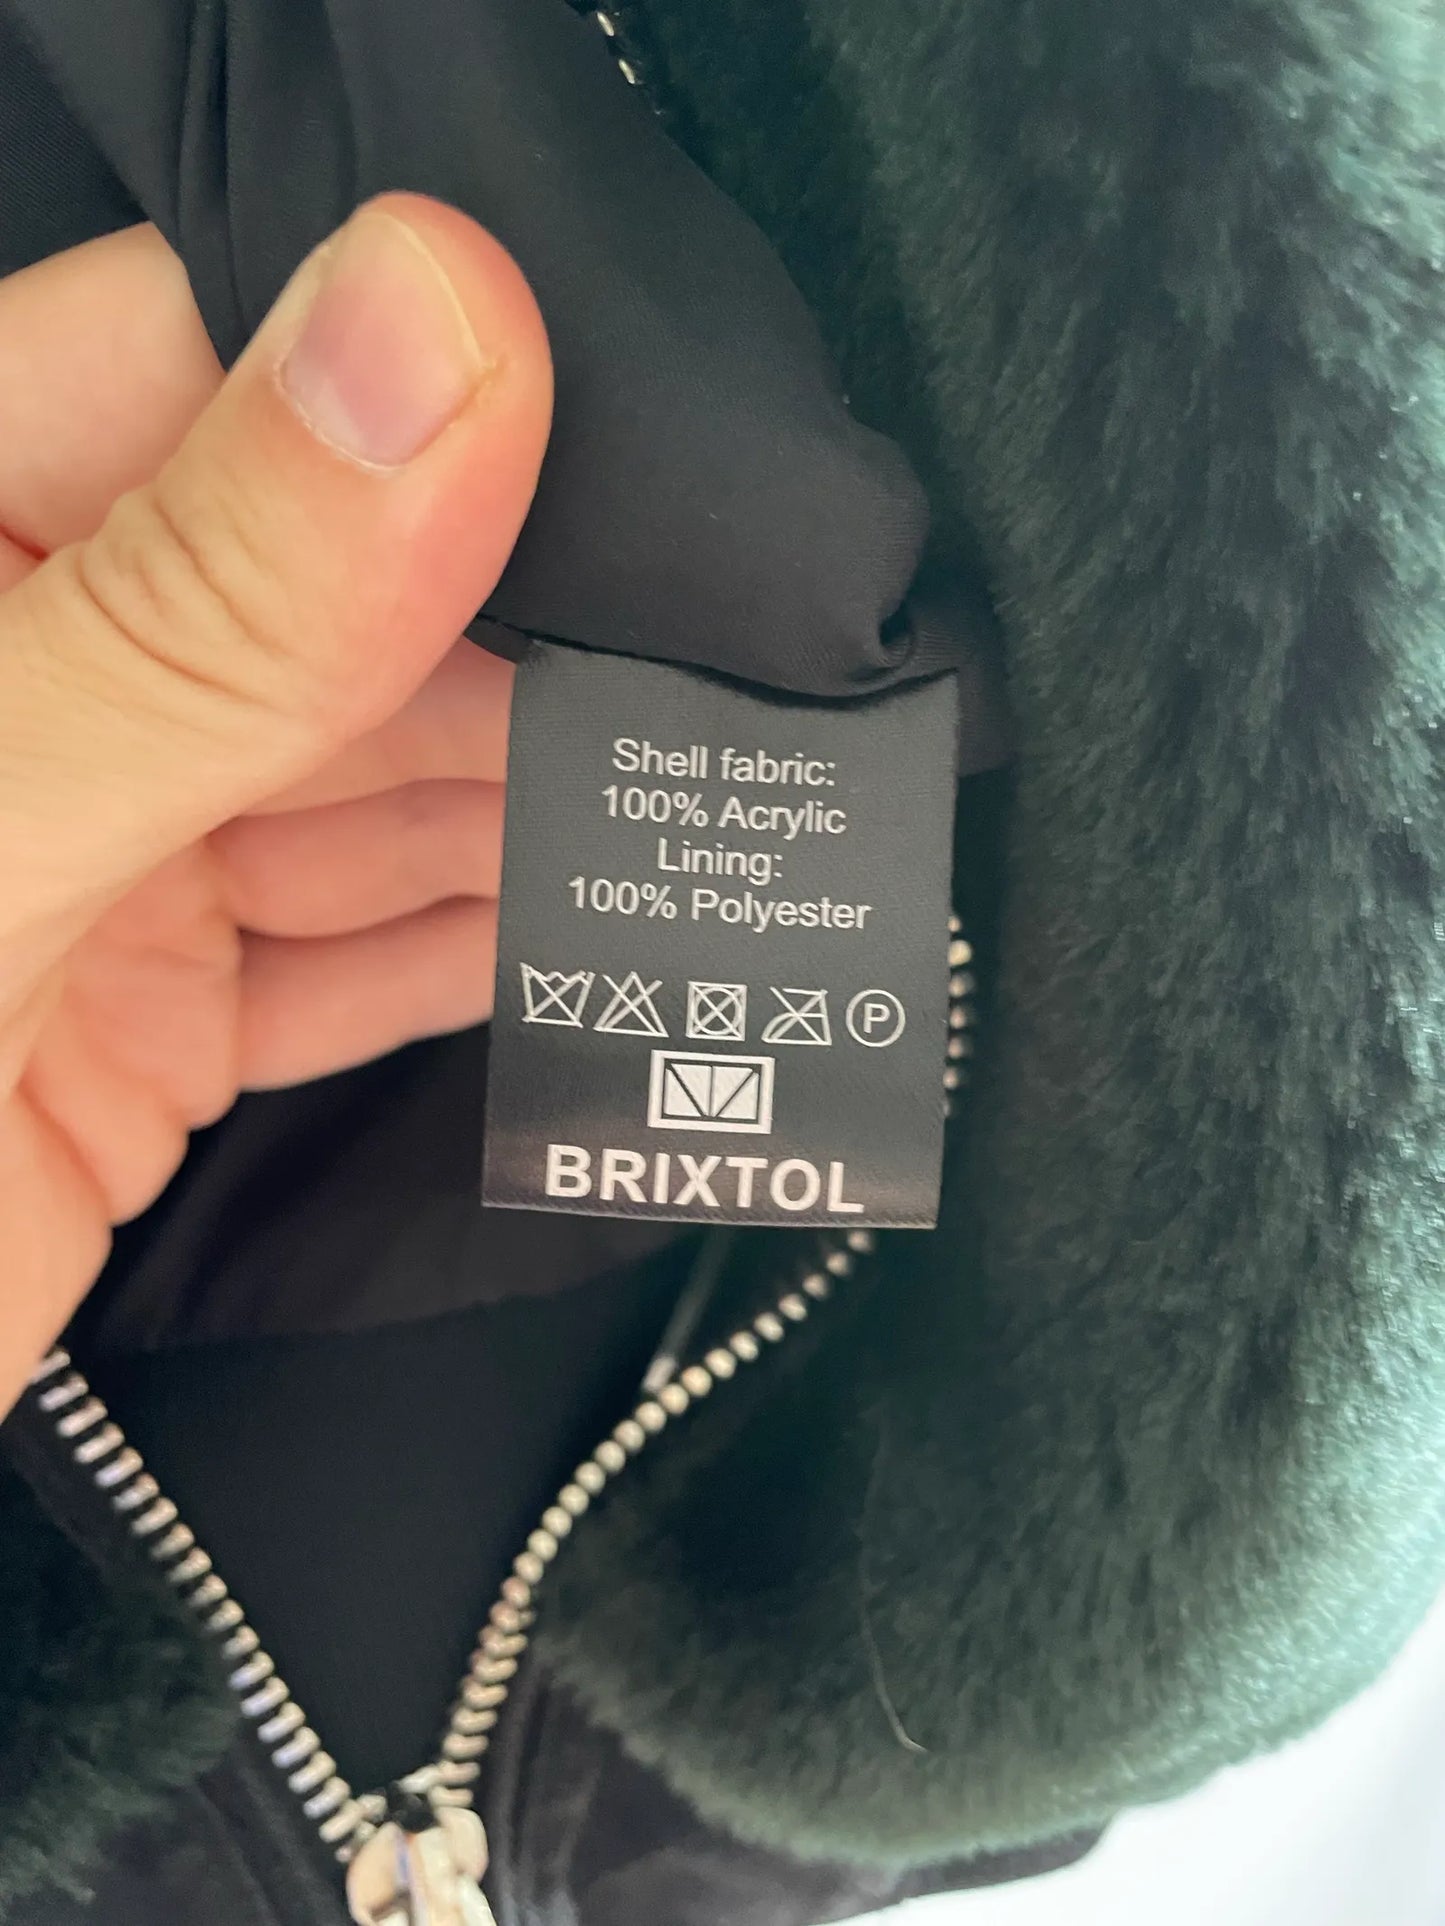 Shell fabric:
100% Acrylic
Lining:
100% Polyester
P
BRIXTOL